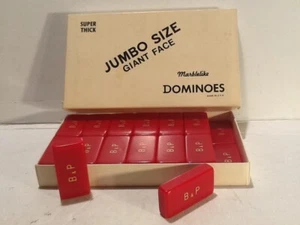 SUPER
THICK
JUMBO SIZE
GIANT FACE
Marblelike
DOMINOES
B & P
B & P